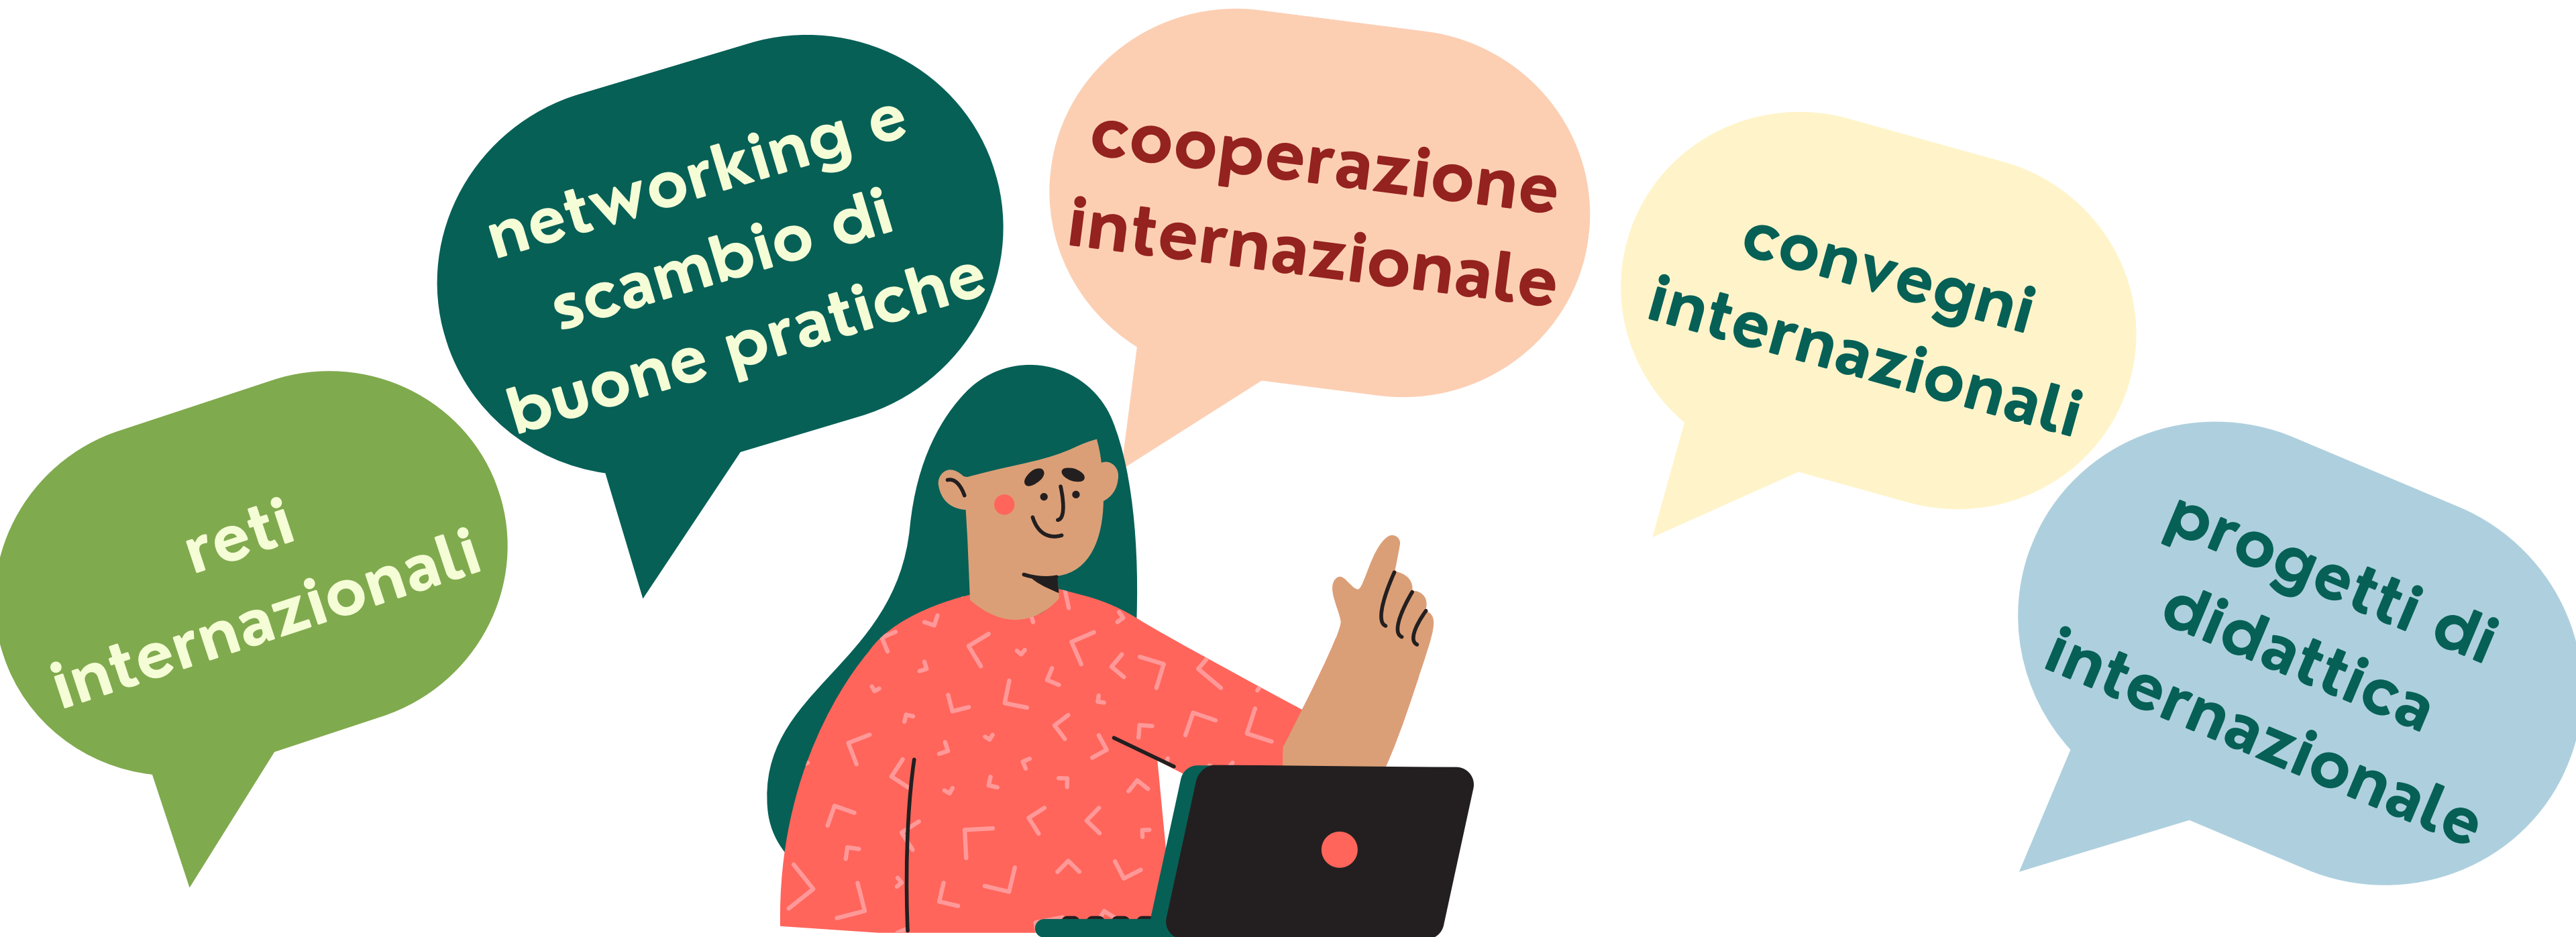 reti
internazionali
networking e
scambio di
buone pratiche
cooperazione
internazionale
convegni
internazionali
progetti di
didattica
internazionale